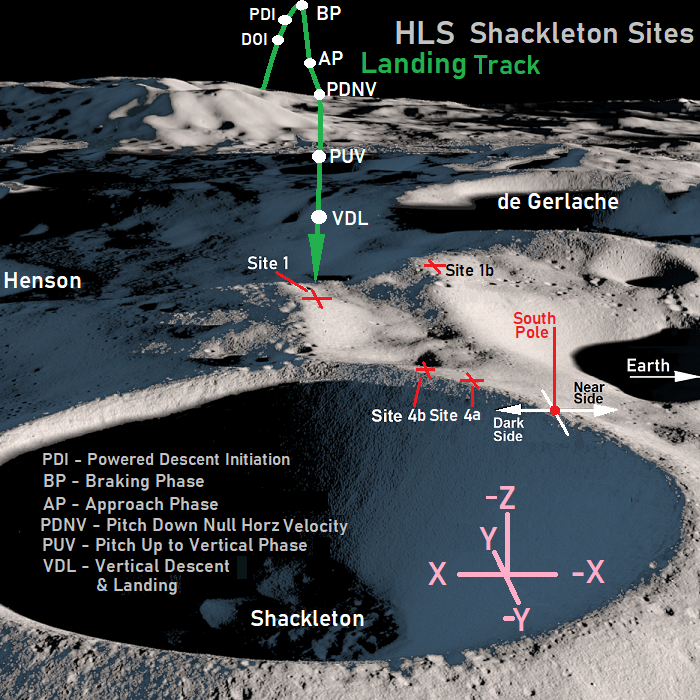 HLS Shackleton Sites
Landing Track
PDI
BP
DOI
AP
PDNV
PUV
VDL
de Gerlache
Site 1
Site 1b
Henson
South
Pole
Earth
Near
Side
Site 4b Site 4a
Dark
Side
PDI - Powered Descent Initiation
BP - Braking Phase
AP - Approach Phase
PDNV - Pitch Down Null Horz Velocity
PUV - Pitch Up to Vertical Phase
VDL - Vertical Descent
& Landing
-Z
Y
X
-X
-Y
Shackleton